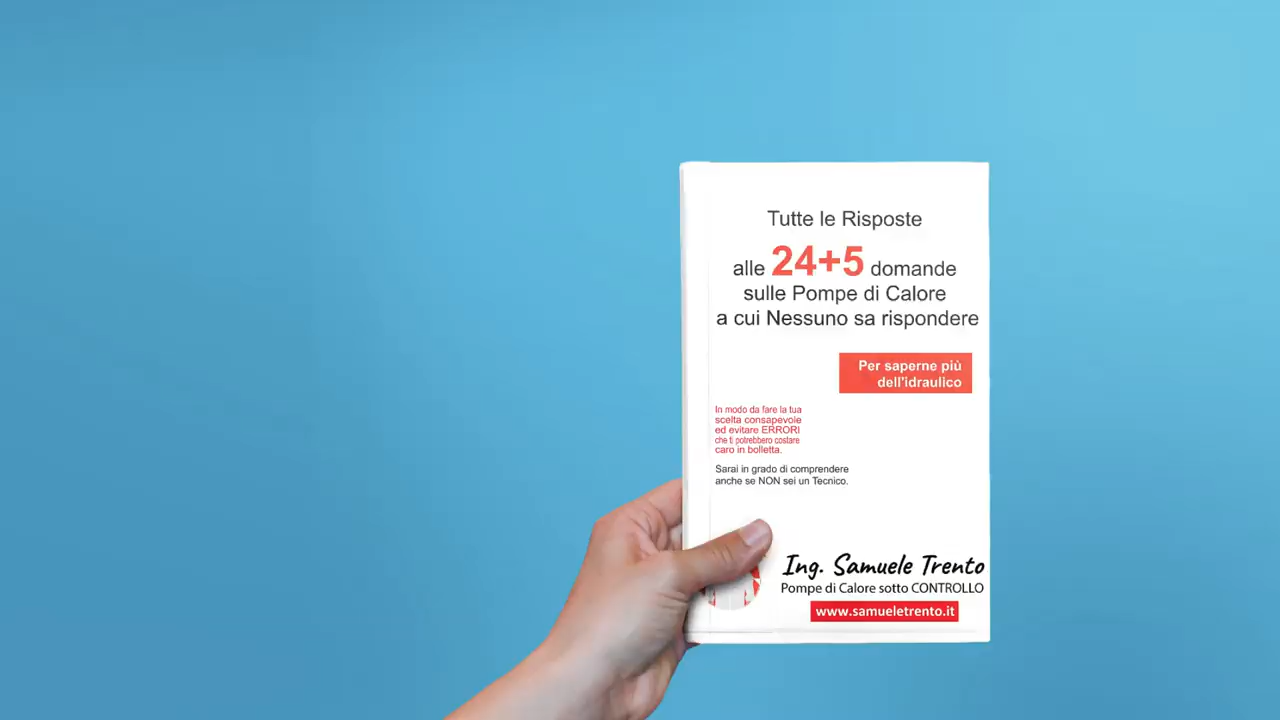 Tutte le Risposte
alle 24+5 domande
sulle Pompe di Calore
a cui Nessuno sa rispondere
Per saperne più
dell'idraulico
In modo da fare la tua
scelta consapevole
ed evitare ERRORI
che ti potrebbero costare
caro in bolletta.
Sarai in grado di comprendere
anche se NON sei un Tecnico.
Ing. Samuele Trento
Pompe di Calore sotto CONTROLLO
www.samueletrento.it